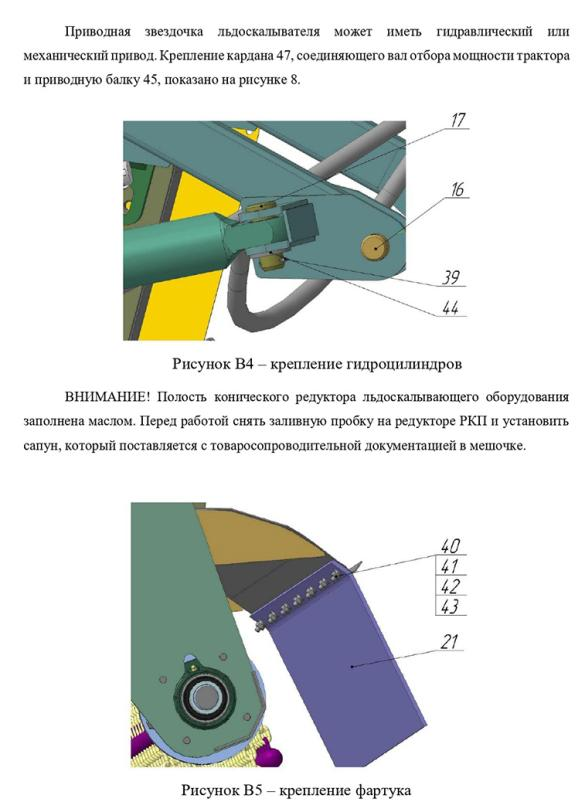 Приводная звездочка льдоскалывателя может иметь гидравлический или
механический привод. Крепление кардана 47, соединяющего вал отбора мощности трактора
и приводную балку 45, показано на рисунке 8.
17
16
39
44
Рисунок В4 – крепление гидроцилиндров
ВНИМАНИЕ! Полость конического редуктора льдоскалывающего оборудования
заполнена маслом. Перед работой снять заливную пробку на редукторе РКП и установить
сапун, который поставляется с товаросопроводительной документацией в мешочке.
40
41
42
43
21
Рисунок В5 – крепление фартука